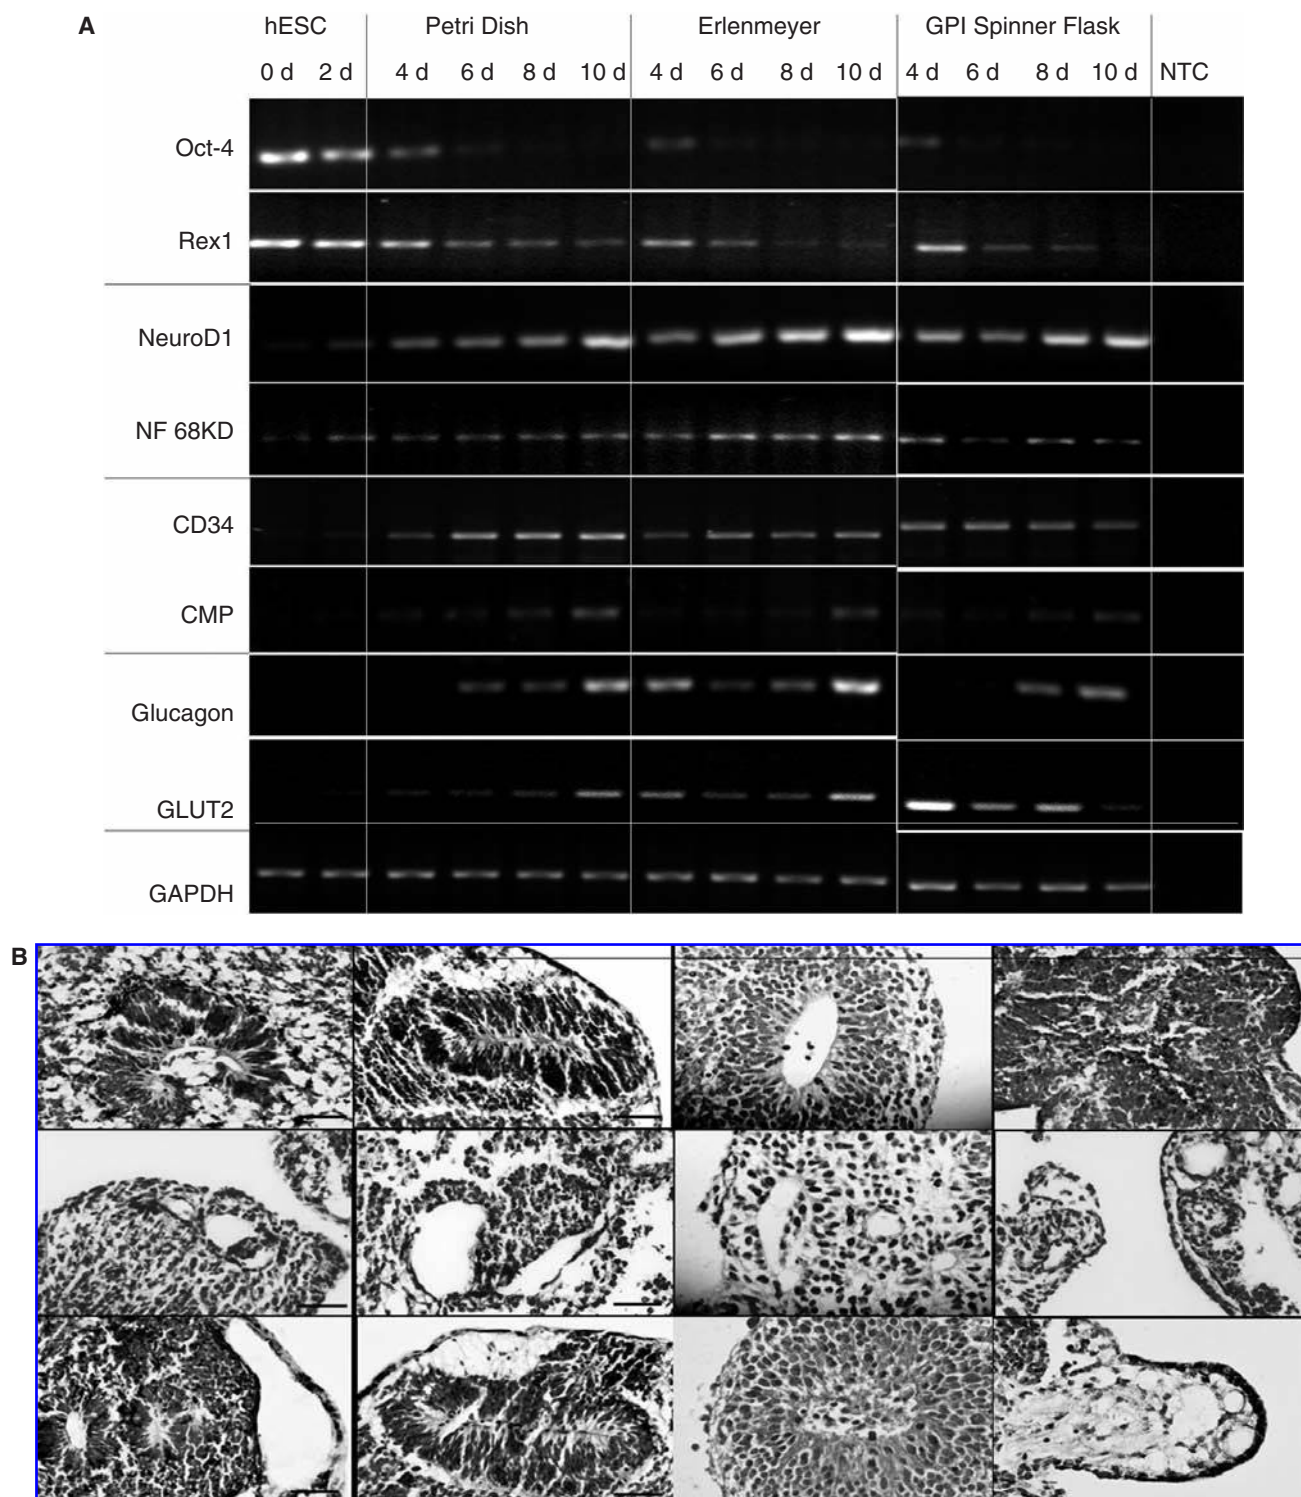 A
hESC Petri Dish Erlenmeyer GPI Spinner Flask
0 d 2 d 4 d 6 d 8 d 10 d 4 d 6 d 8 d 10 d 4 d 6 d 8 d 10 d NTC
Oct-4
Rex1
NeuroD1
NF 68KD
CD34
CMP
Glucagon
GLUT2
GAPDH
B